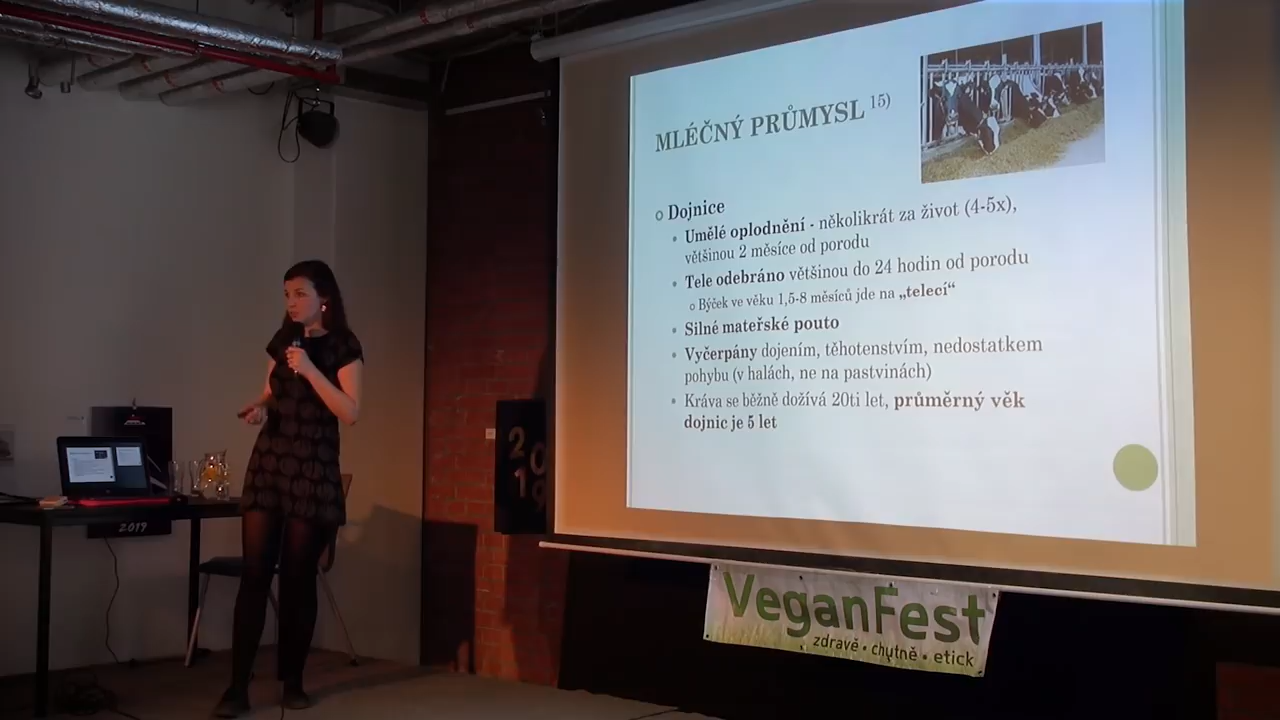 MLÉČNÝ PRŮMYSL 15)
Dojnice
Umělé oplodnění - několikrát za život (4-5x),
většinou 2 měsíce od porodu
Tele odebráno většinou do 24 hodin od porodu
Býček ve věku 1,5-8 měsíců jde na „telecí“
Silné mateřské pouto
Vyčerpány dojením, těhotenstvím, nedostatkem
pohybu (v halách, ne na pastvinách)
Kráva se běžně dožívá 20ti let, průměrný věk
dojnic je 5 let
2019
2019
VeganFest
zdravě • chutně • etick